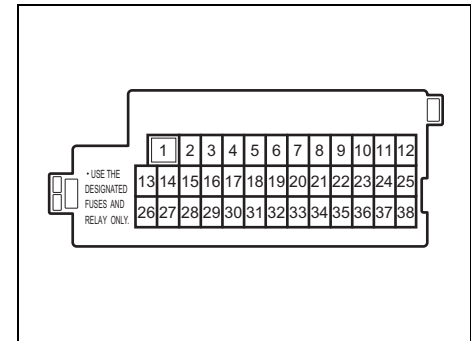 1 2 3 4 5 6 7 8 9 10 11 12
• USE THE
DESIGNATED
FUSES AND
RELAY ONLY.
13 14 15 16 17 18 19 20 21 22 23 24 25
26 27 28 29 30 31 32 33 34 35 36 37 38